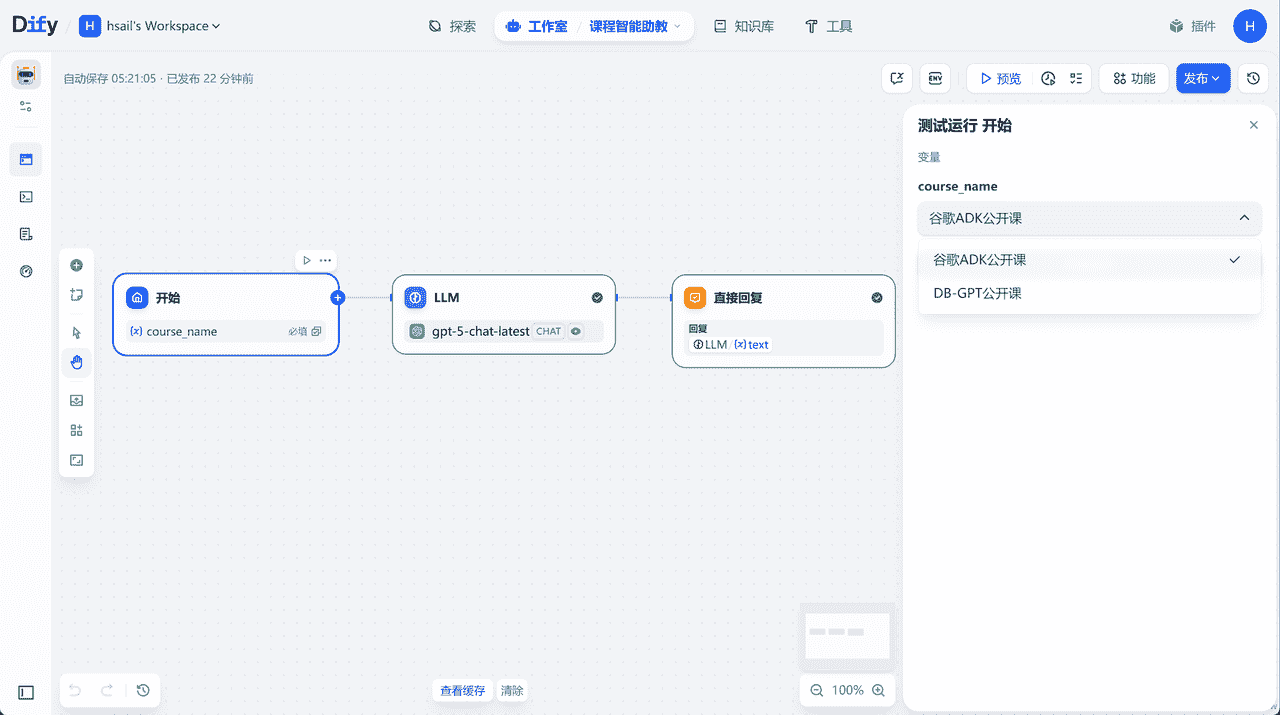 Dify
H hsail's Workspace
探索
工作室 / 课程智能助教
知识库
工具
插件
H
自动保存 05:21:05 · 已发布 22 分钟前
ENV
预览
功能
发布
测试运行 开始
变量
course_name
谷歌ADK公开课
谷歌ADK公开课
DB-GPT公开课
开始
{x} course_name 必填
LLM
gpt-5-chat-latest CHAT
直接回复
回复
LLM / {x} text
查看缓存
清除
100%